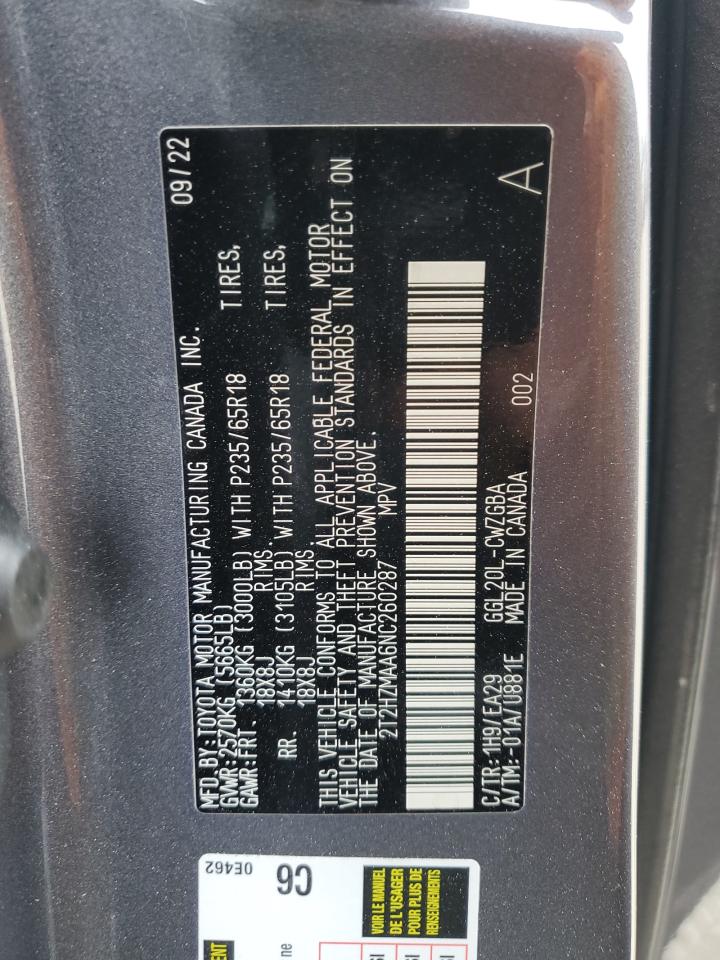 MFD BY:TOYOTA MOTOR MANUFACTURING CANADA INC. 09/22
GVWR:2570KG (5665LB)
GAWR:FRT. 1360KG (3000LB) WITH P235/65R18 TIRES,
18X8J RIMS.
RR. 1410KG (3105LB) WITH P235/65R18 TIRES,
18X8J RIMS.
THIS VEHICLE CONFORMS TO ALL APPLICABLE FEDERAL MOTOR
VEHICLE SAFETY AND THEFT PREVENTION STANDARDS IN EFFECT ON
THE DATE OF MANUFACTURE SHOWN ABOVE.
2T2HZMAA6NC260287 MPV
C/TR:1H9/EA29 GGL20L-CWZGBA 002
A/TM:-01A/U881E MADE IN CANADA
A
0E462
C6
VOIR LE MANUEL
DE L'USAGER
POUR PLUS DE
RENSEIGNEMENTS